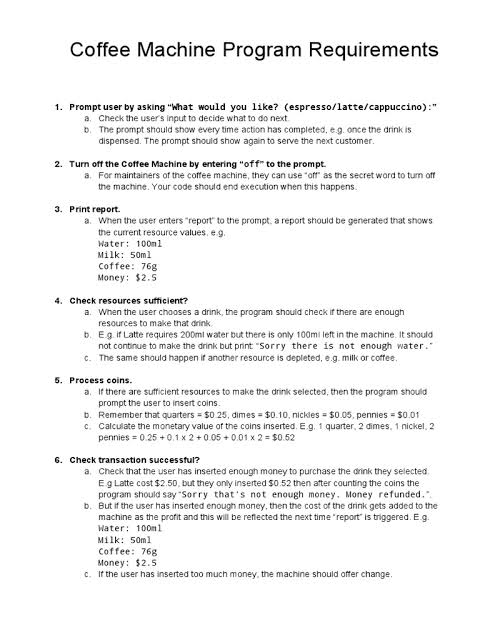 Coffee Machine Program Requirements
1. Prompt user by asking “What would you like? (espresso/latte/cappuccino):”
a. Check the user’s input to decide what to do next.
b. The prompt should show every time action has completed, e.g. once the drink is
dispensed. The prompt should show again to serve the next customer.
2. Turn off the Coffee Machine by entering “off” to the prompt.
a. For maintainers of the coffee machine, they can use “off” as the secret word to turn off
the machine. Your code should end execution when this happens.
3. Print report.
a. When the user enters “report” to the prompt, a report should be generated that shows
the current resource values. e.g.
Water: 100ml
Milk: 50ml
Coffee: 76g
Money: $2.5
4. Check resources sufficient?
a. When the user chooses a drink, the program should check if there are enough
resources to make that drink.
b. E.g. if Latte requires 200ml water but there is only 100ml left in the machine. It should
not continue to make the drink but print: “Sorry there is not enough water.”
c. The same should happen if another resource is depleted, e.g. milk or coffee.
5. Process coins.
a. If there are sufficient resources to make the drink selected, then the program should
prompt the user to insert coins.
b. Remember that quarters = $0.25, dimes = $0.10, nickles = $0.05, pennies = $0.01
c. Calculate the monetary value of the coins inserted. E.g. 1 quarter, 2 dimes, 1 nickel, 2
pennies = 0.25 + 0.1 x 2 + 0.05 + 0.01 x 2 = $0.52
6. Check transaction successful?
a. Check that the user has inserted enough money to purchase the drink they selected.
E.g Latte cost $2.50, but they only inserted $0.52 then after counting the coins the
program should say “Sorry that's not enough money. Money refunded.”.
b. But if the user has inserted enough money, then the cost of the drink gets added to the
machine as the profit and this will be reflected the next time “report” is triggered. E.g.
Water: 100ml
Milk: 50ml
Coffee: 76g
Money: $2.5
c. If the user has inserted too much money, the machine should offer change.